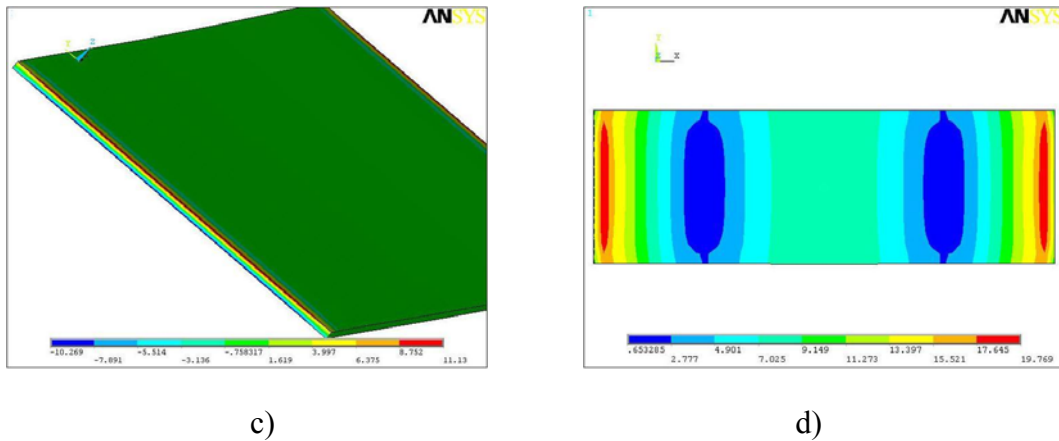 ANSYS
Y
Z
-10.269 -5.514 -.758317 3.997 8.752
-7.891 -3.136 1.619 6.375 11.13
c)
1
ANSYS
Y
X
.653285 4.901 9.149 13.397 17.645
2.777 7.025 11.273 15.521 19.769
d)